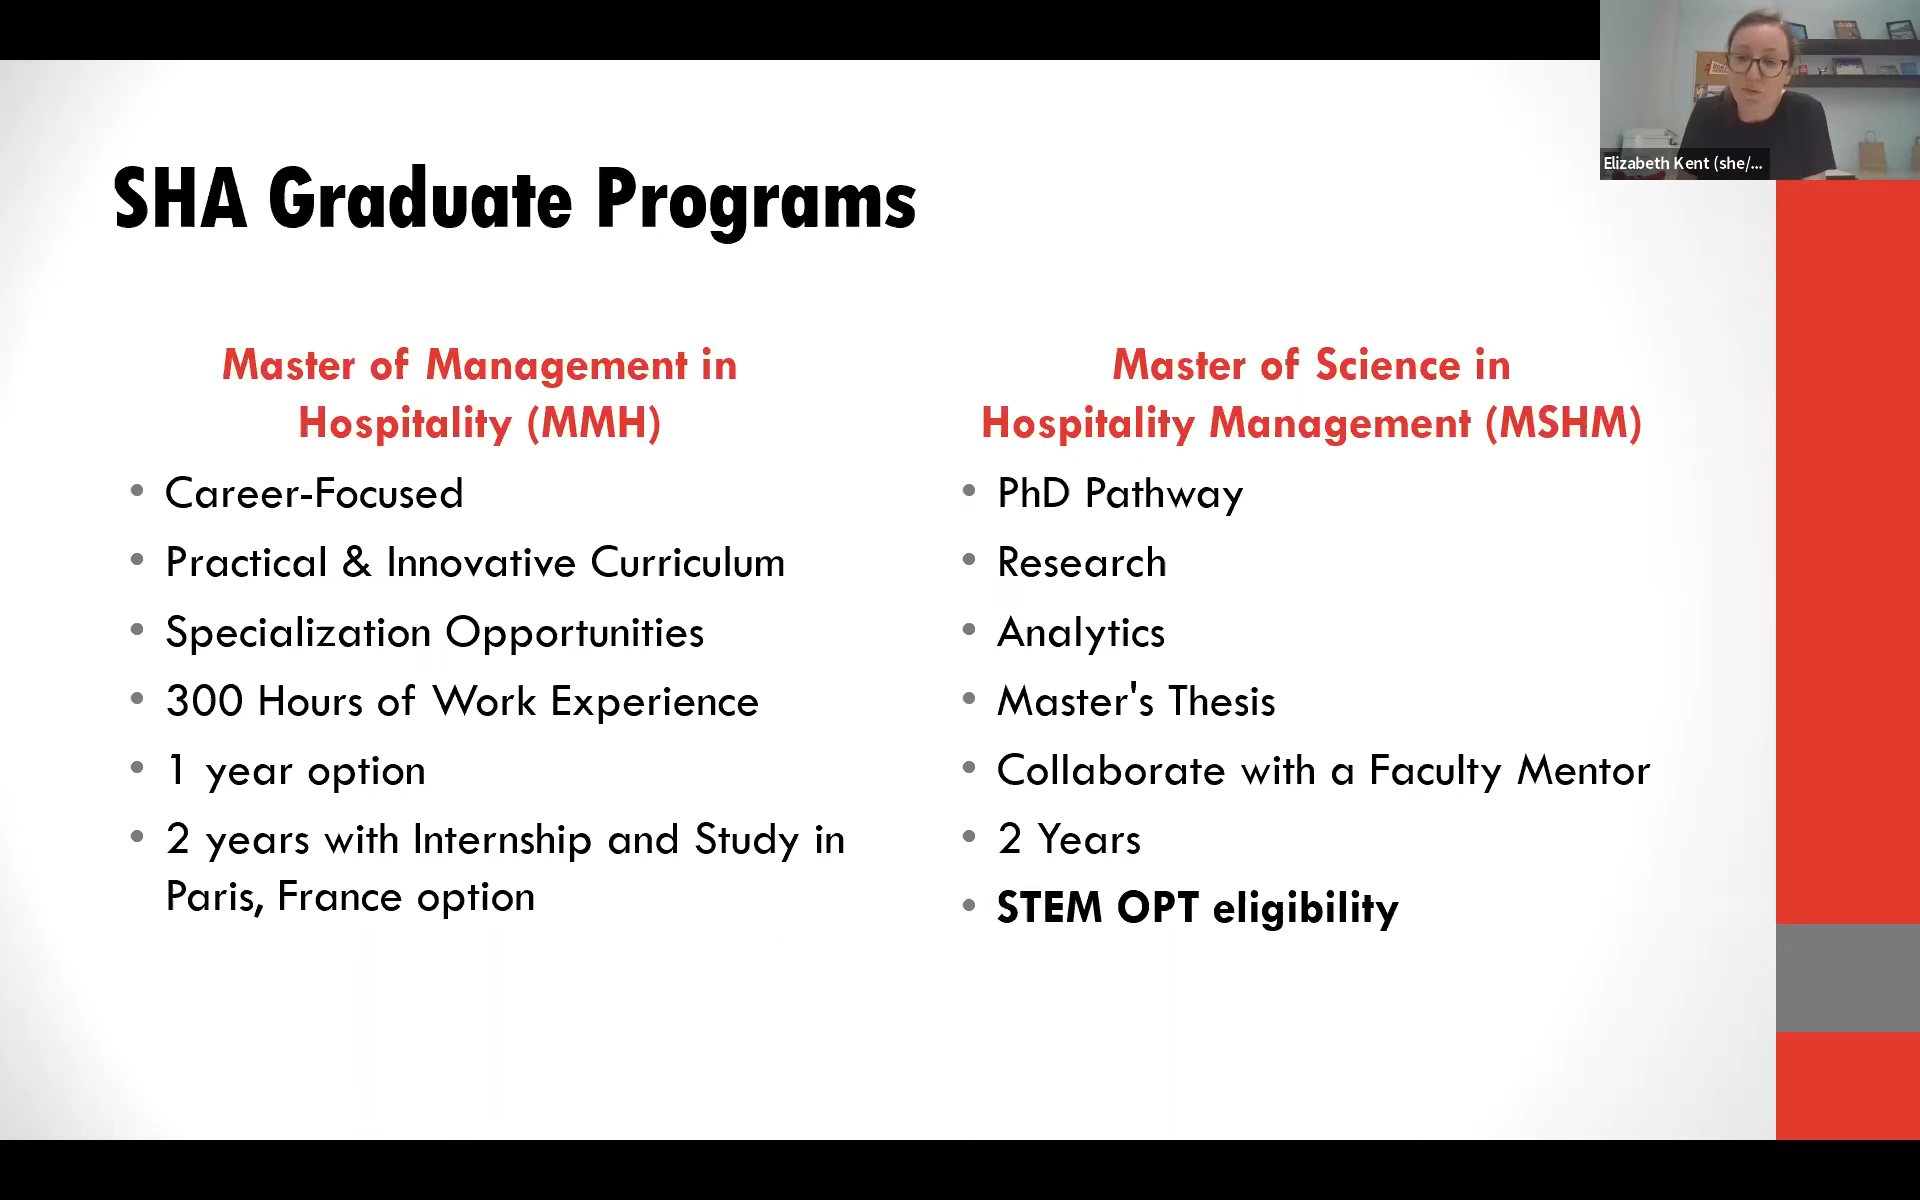 Elizabeth Kent (she/...
SHA Graduate Programs
Master of Management in
Hospitality (MMH)
• Career-Focused
• Practical & Innovative Curriculum
• Specialization Opportunities
• 300 Hours of Work Experience
• 1 year option
• 2 years with Internship and Study in
Paris, France option
Master of Science in
Hospitality Management (MSHM)
• PhD Pathway
• Research
• Analytics
• Master's Thesis
• Collaborate with a Faculty Mentor
• 2 Years
• STEM OPT eligibility